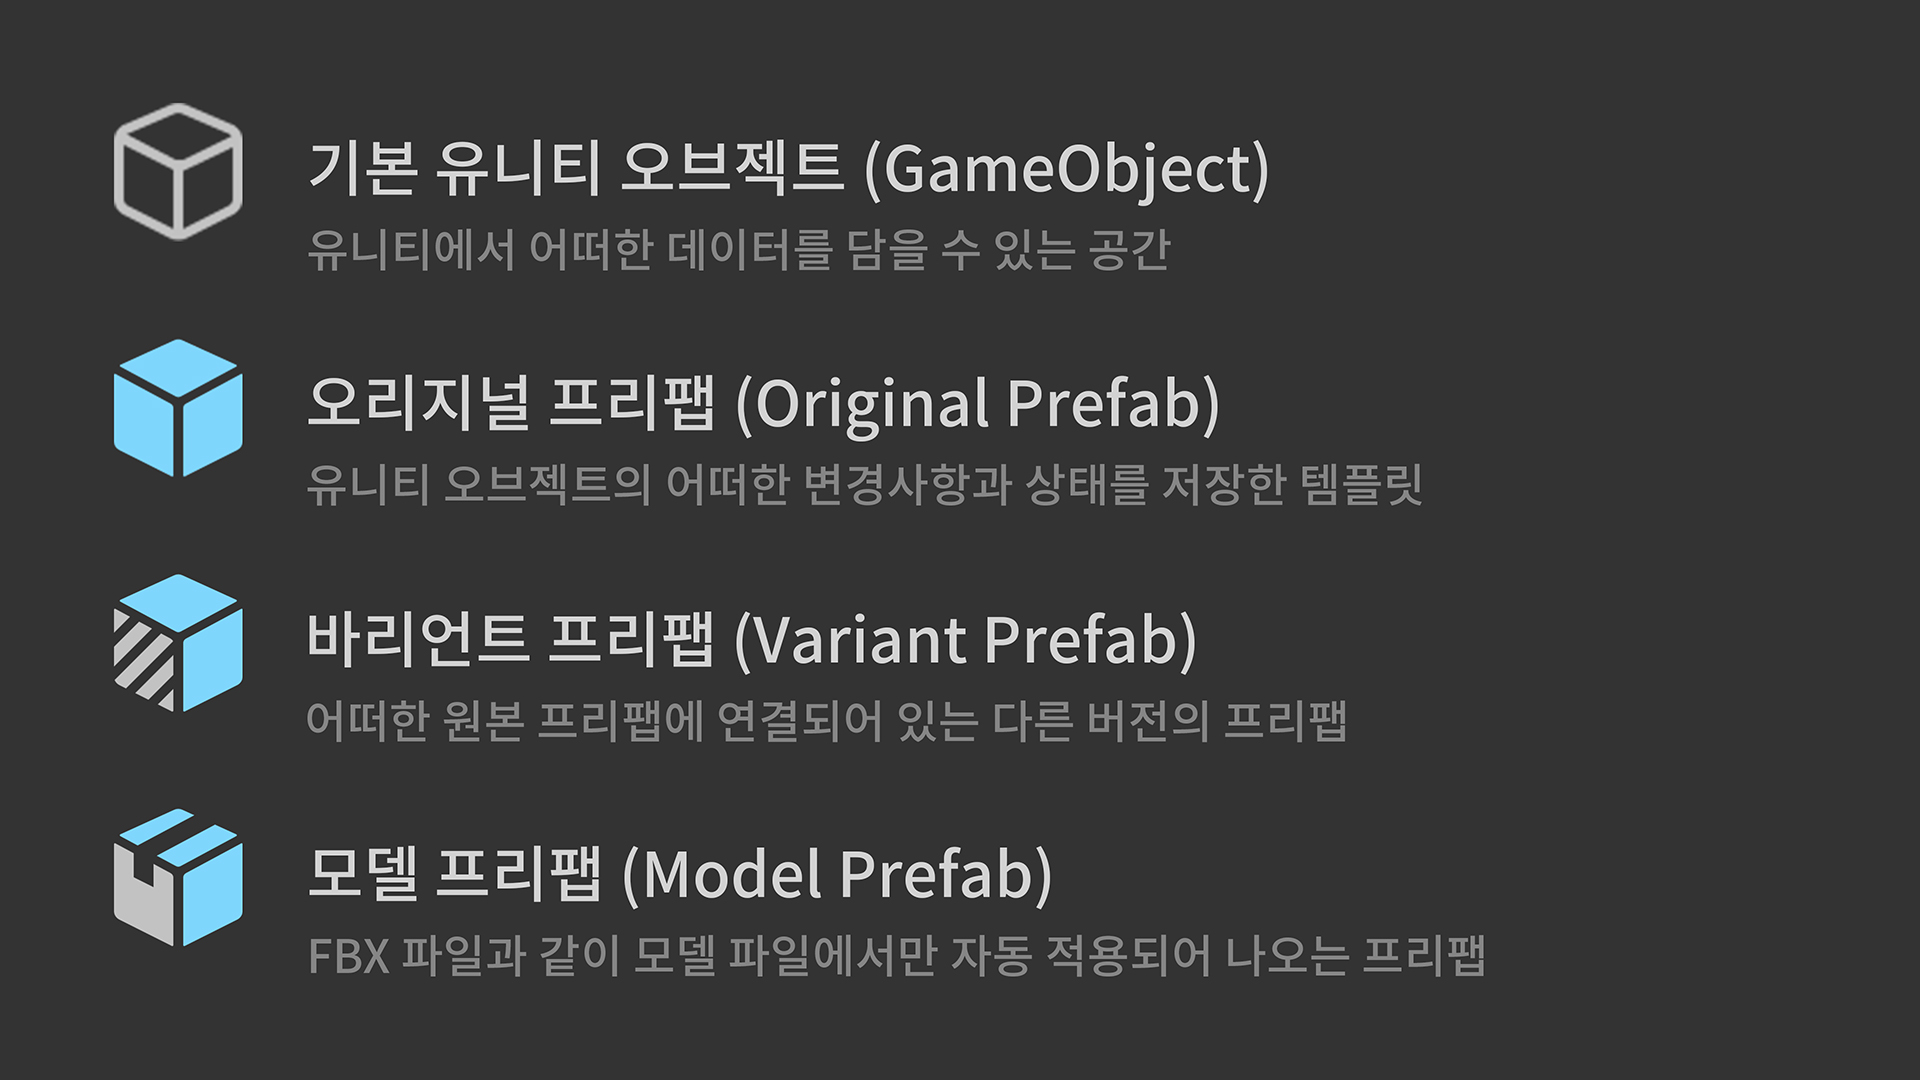 기본 유니티 오브젝트 (GameObject)
유니티에서 어떠한 데이터를 담을 수 있는 공간
오리지널 프리팹 (Original Prefab)
유니티 오브젝트의 어떠한 변경사항과 상태를 저장한 템플릿
바리언트 프리팹 (Variant Prefab)
어떠한 원본 프리팹에 연결되어 있는 다른 버전의 프리팹
모델 프리팹 (Model Prefab)
FBX 파일과 같이 모델 파일에서만 자동 적용되어 나오는 프리팹